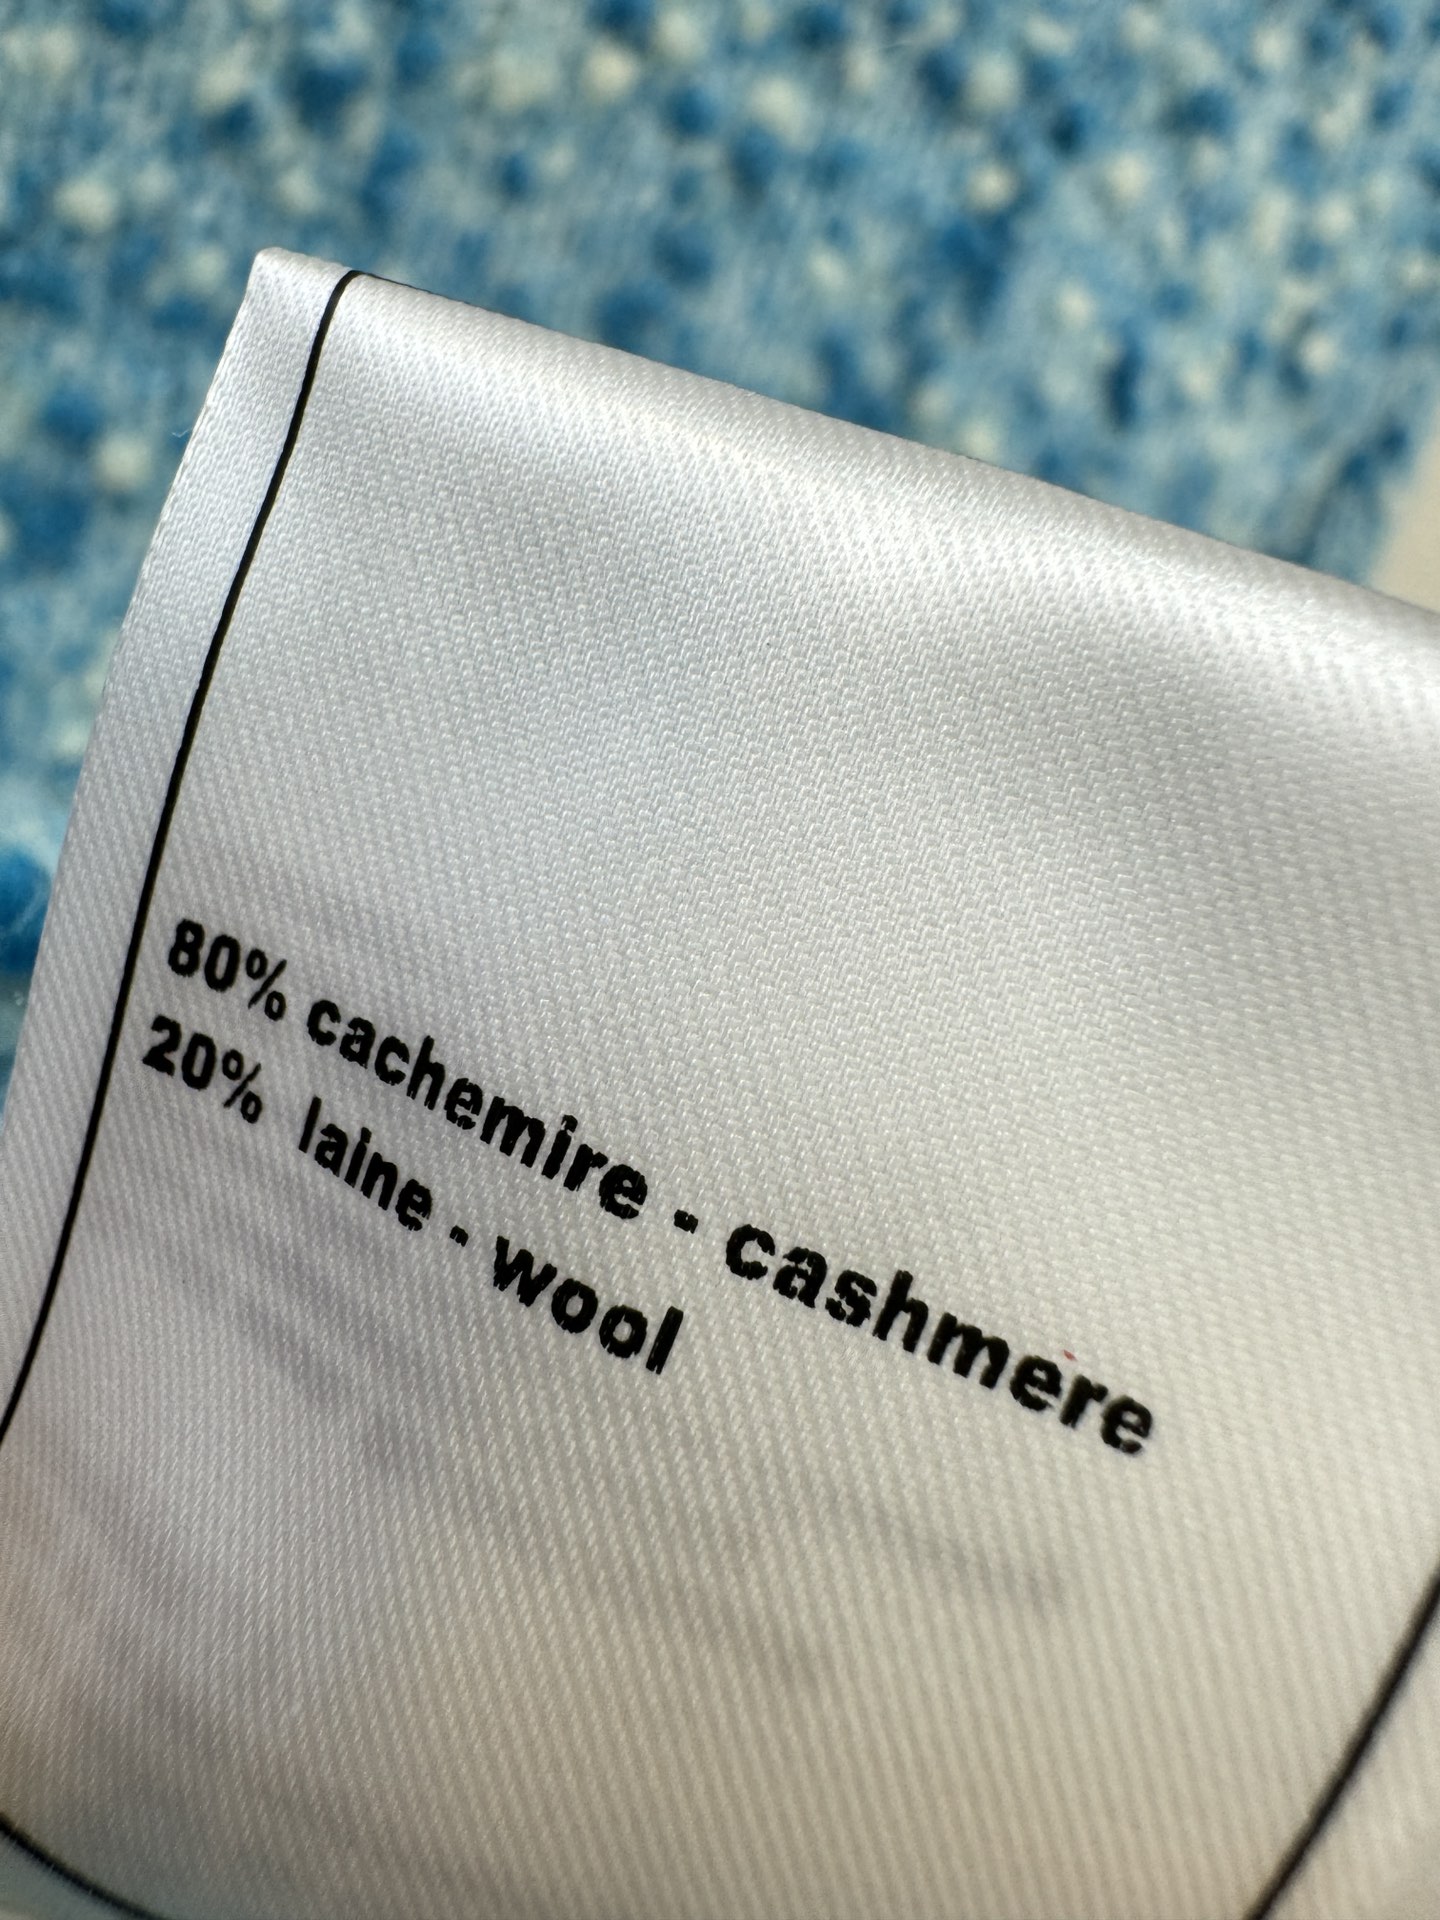 80% cachemire - cashmere
20% laine - wool